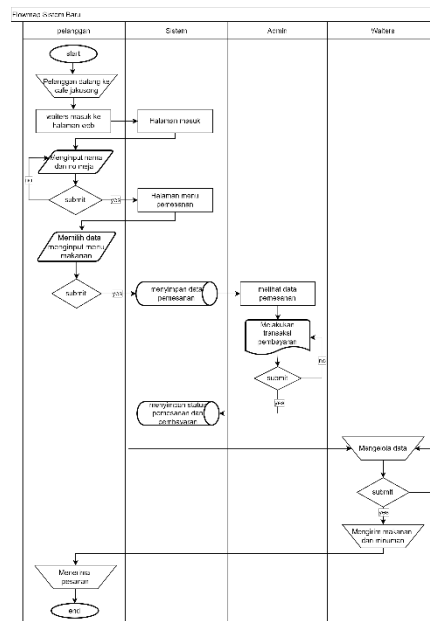 Flowmap Sistem Baru
pelanggan
Sistem
Admin
Waiters
start
Pelanggan datang ke
cafe jakusong
waiters masuk ke
halaman web
Halaman masuk
Menginput nama
dan no meja
no
submit
yes
Halaman menu
pemesanan
Memilih data
menginput menu
makanan
submit
yes
menyimpan data
pemesanan
melihat data
pemesanan
Melakukan
transaksi
pembayaran
no
submit
yes
menyimpan status
pemesanan dan
pembayaran
Mengelola data
submit
yes
Mengirim makanan
dan minuman
Menerima
pesanan
end